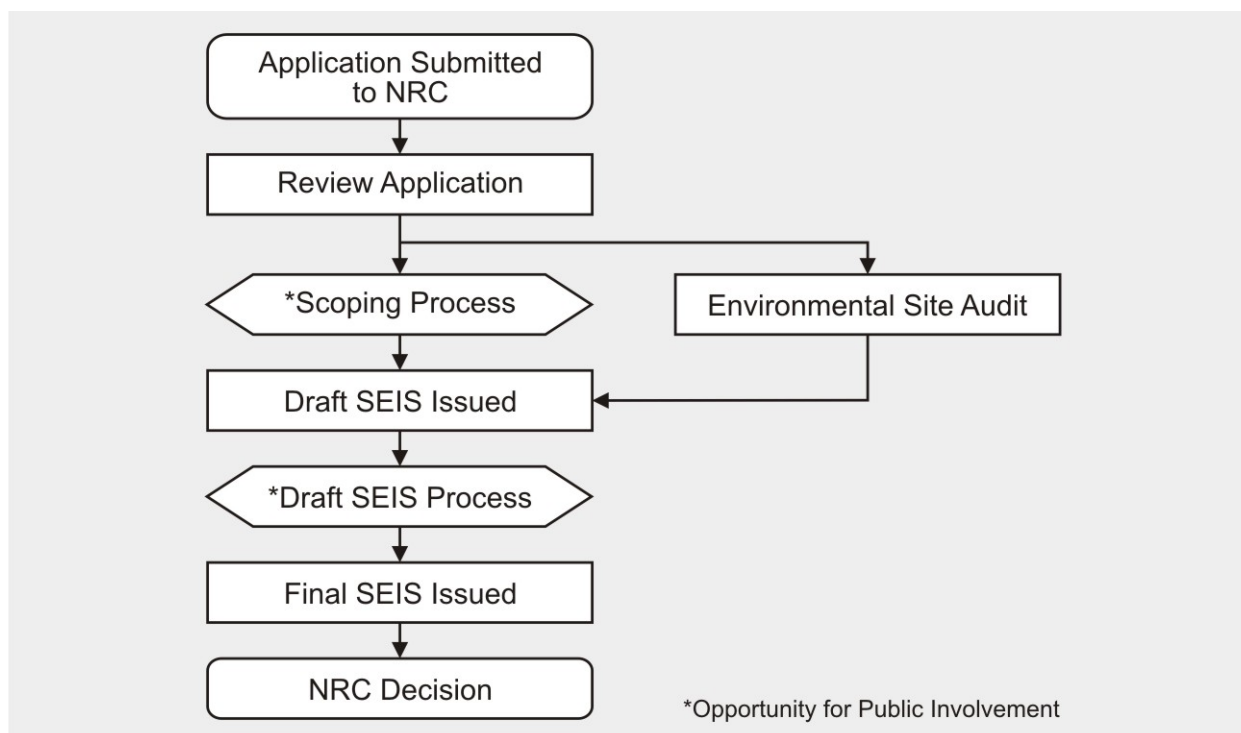 Application Submitted
to NRC
Review Application
*Scoping Process
Environmental Site Audit
Draft SEIS Issued
*Draft SEIS Process
Final SEIS Issued
NRC Decision
*Opportunity for Public Involvement